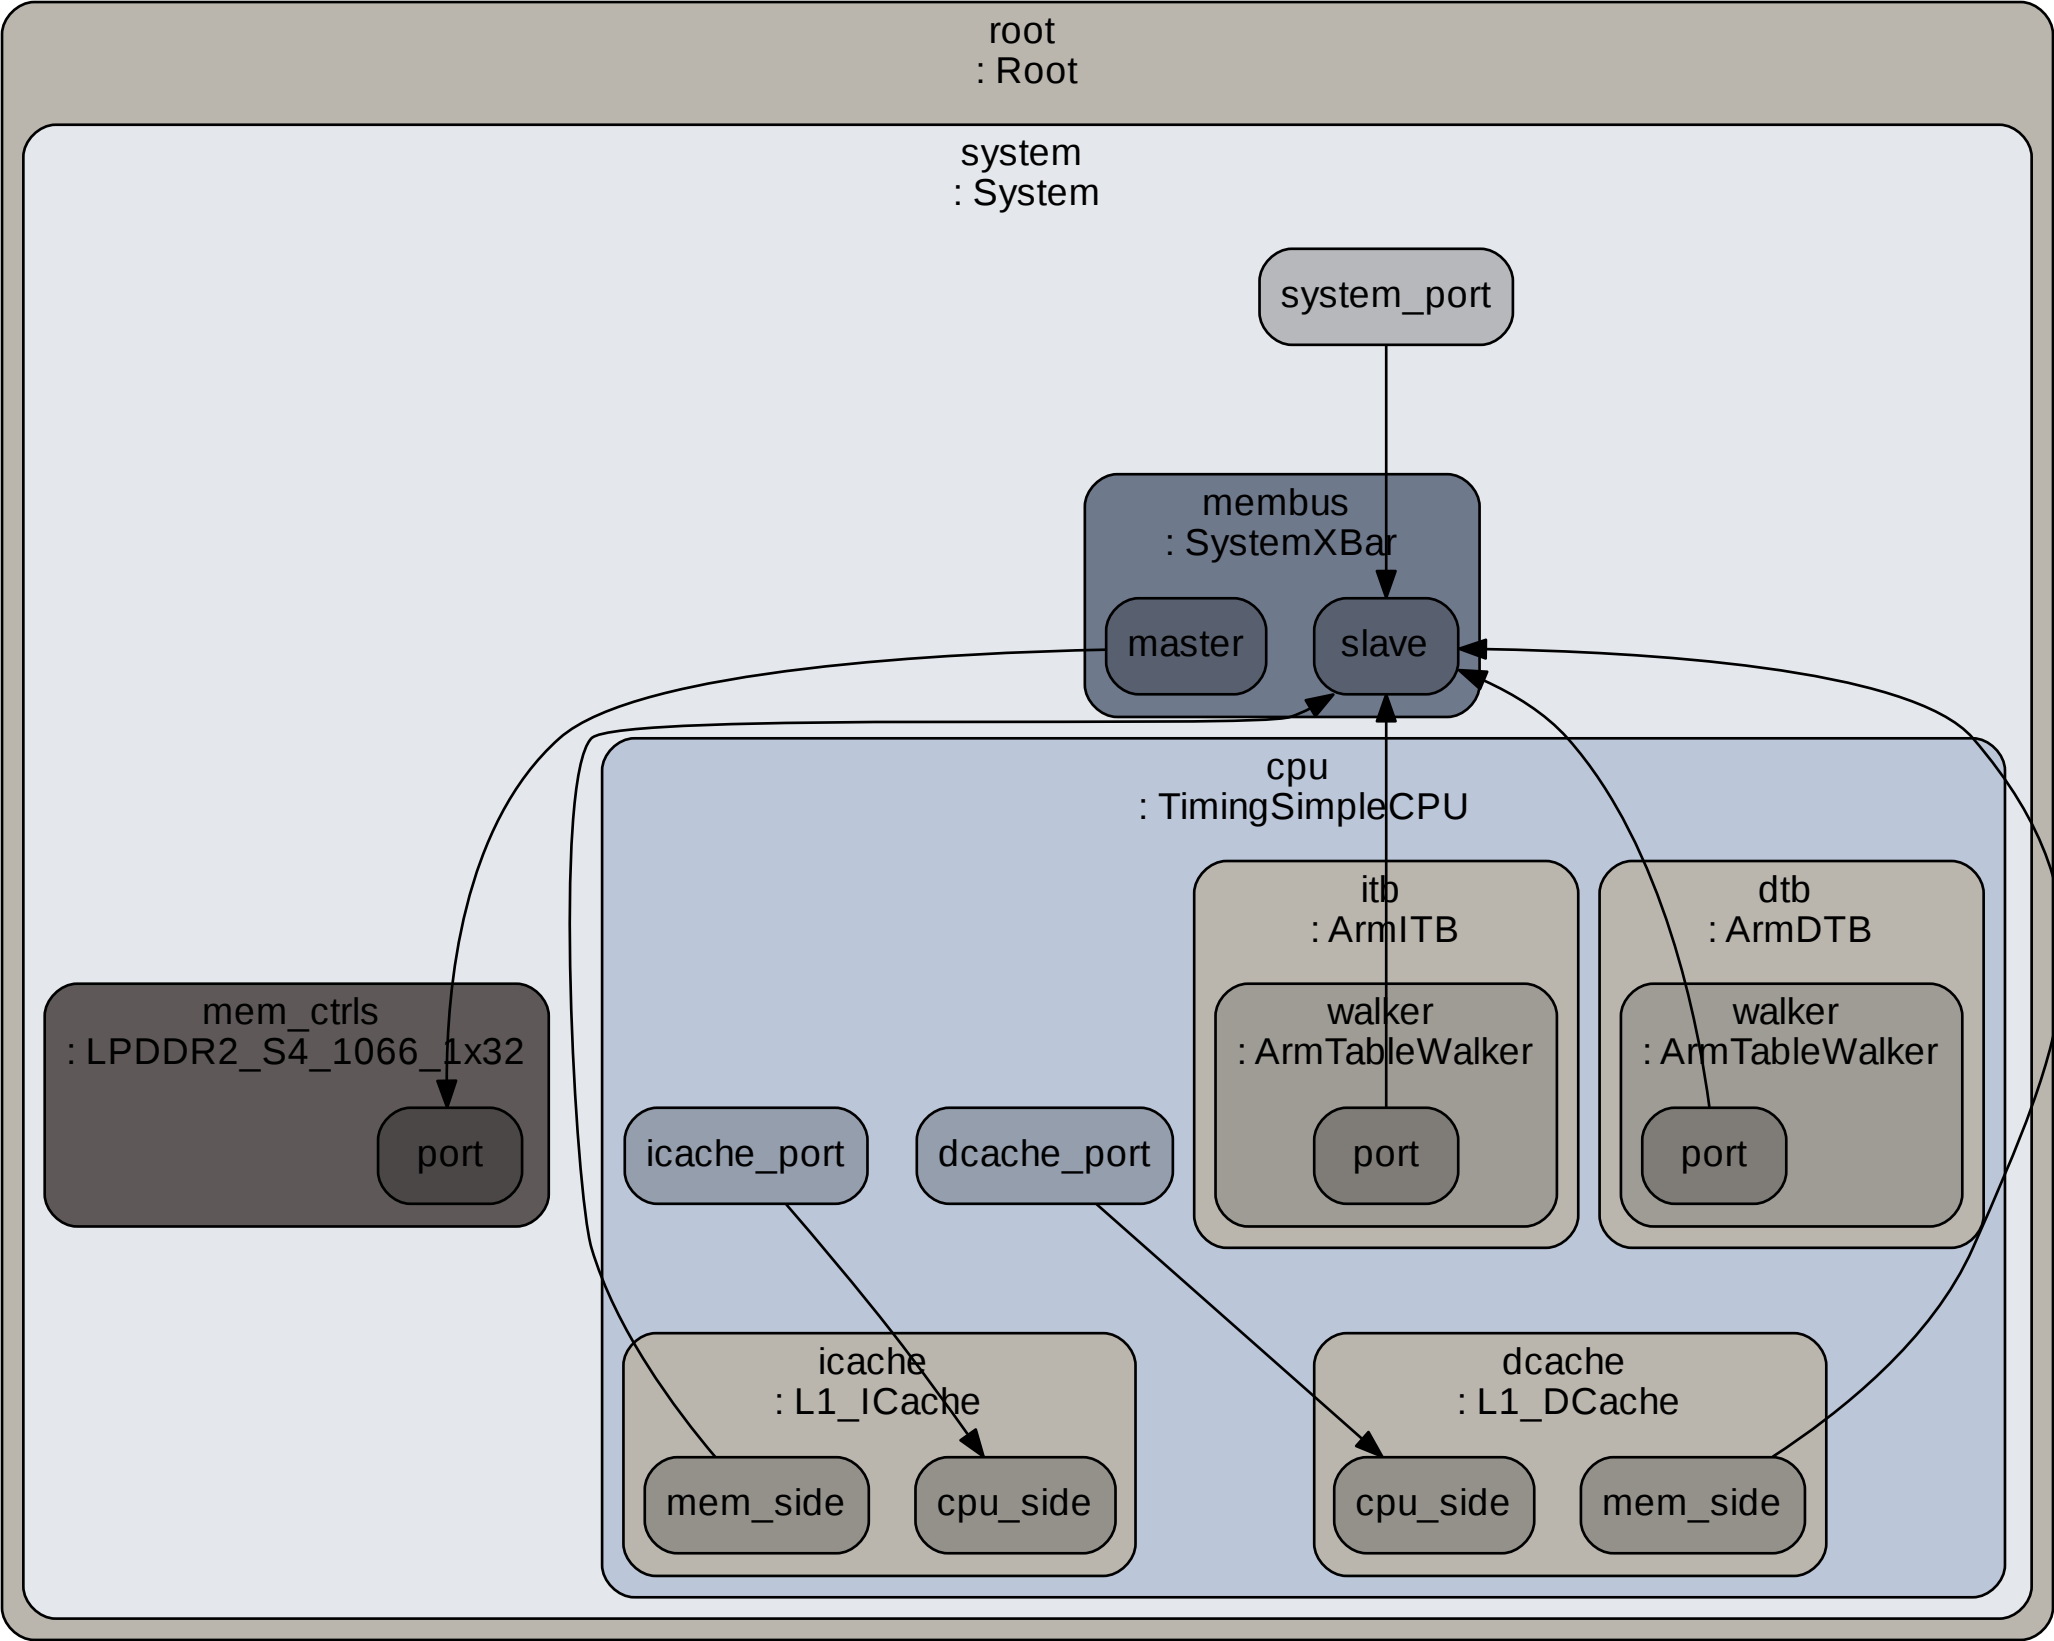 root
: Root
system
: System
system_port
membus
: SystemXBar
master
slave
cpu
: TimingSimpleCPU
itb
: ArmITB
dtb
: ArmDTB
mem_ctrls
: LPDDR2_S4_1066_1x32
walker
: ArmTableWalker
walker
: ArmTableWalker
port
icache_port
dcache_port
port
port
icache
: L1_ICache
dcache
: L1_DCache
mem_side
cpu_side
cpu_side
mem_side